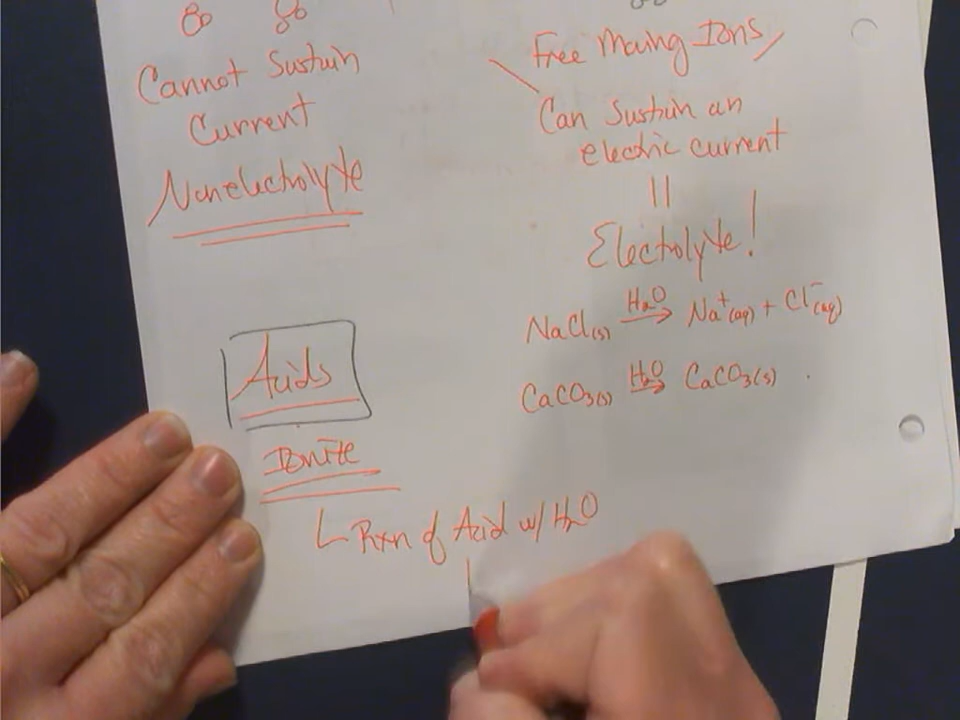 Cannot Sustain
Current
Nonelectrolyte
Free Moving Ions
Can Sustain an
electric current
=
Electrolyte!
NaCl(s) H₂O→ Na⁺(aq) + Cl⁻(aq)
CaCO₃(s) H₂O→ CaCO₃(s)
Acids
Ionize
Rxn of Acid w/ H₂O